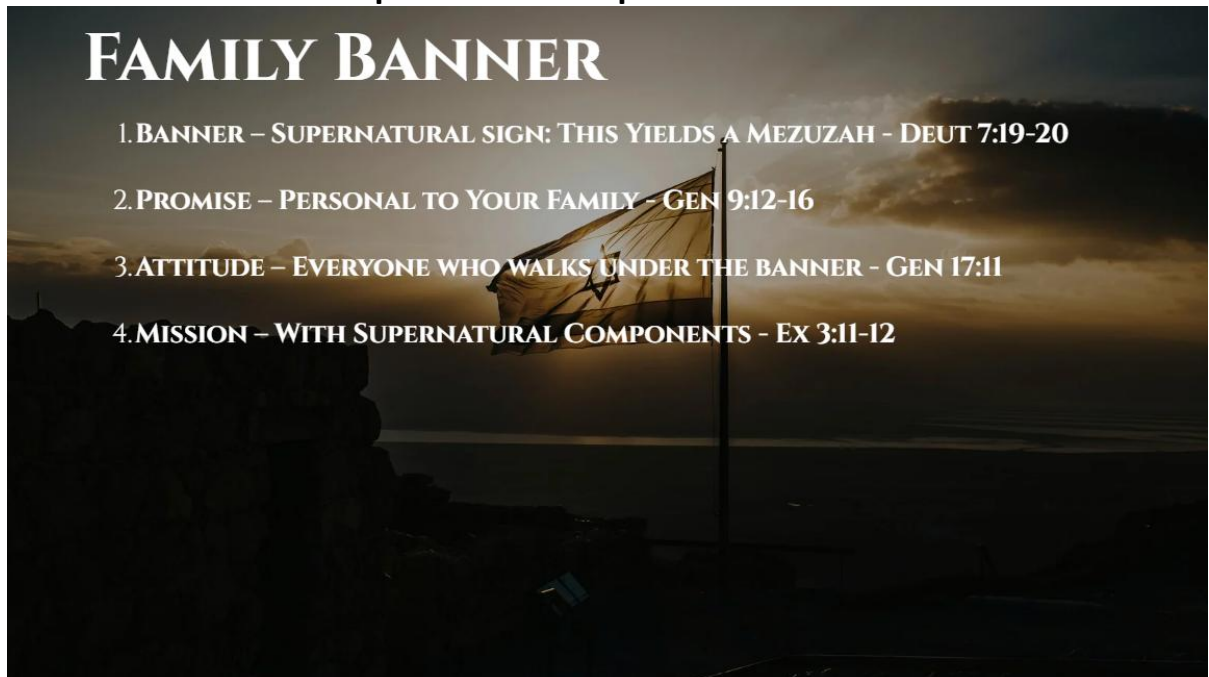 FAMILY BANNER
1. BANNER – SUPERNATURAL SIGN: THIS YIELDS A MEZUZAH - DEUT 7:19-20
2. PROMISE – PERSONAL TO YOUR FAMILY - GEN 9:12-16
3. ATTITUDE – EVERYONE WHO WALKS UNDER THE BANNER - GEN 17:11
4. MISSION – WITH SUPERNATURAL COMPONENTS - EX 3:11-12